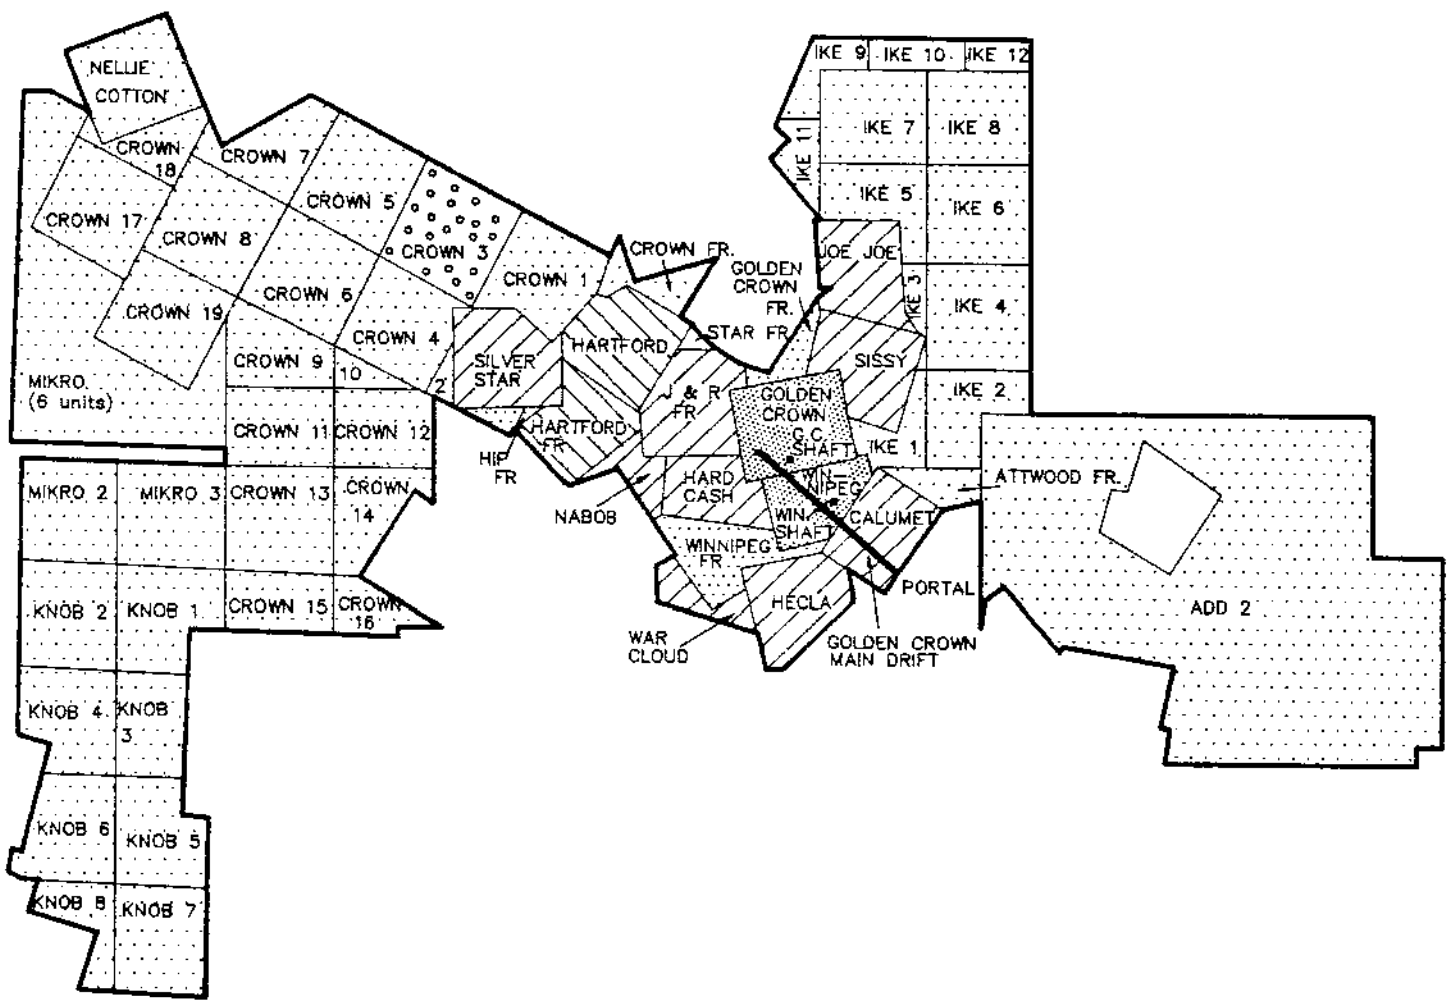 NELLIE
COTTON
CROWN
18
CROWN 7
CROWN 5
CROWN 3
CROWN 1
CROWN 17
CROWN 8
CROWN 6
CROWN 4
CROWN 19
CROWN 9
10
2
MIKRO
(6 units)
CROWN 11
CROWN 12
MIKRO 2
MIKRO 3
CROWN 13
CROWN
14
KNOB 2
KNOB 1
CROWN 15
CROWN
16
KNOB 4
KNOB
3
KNOB 6
KNOB 5
KNOB 8
KNOB 7
SILVER
STAR
HARTFORD
HARTFORD
FR
HIP
FR
NABOB
CROWN FR.
STAR FR.
GOLDEN
CROWN
FR.
J & R
FR
HARD
CASH
GOLDEN
CROWN
G.C.
SHAFT
WIN-
NIPEG
WIN.
SHAFT
WINNIPEG
FR
WAR
CLOUD
HECLA
CALUMET
PORTAL
GOLDEN CROWN
MAIN DRIFT
IKE 9
IKE 10
IKE 12
IKE 11
IKE 7
IKE 8
IKE 5
IKE 6
JOE JOE
IKE 3
IKE 4
SISSY
IKE 2
IKE 1
ATTWOOD FR.
ADD 2